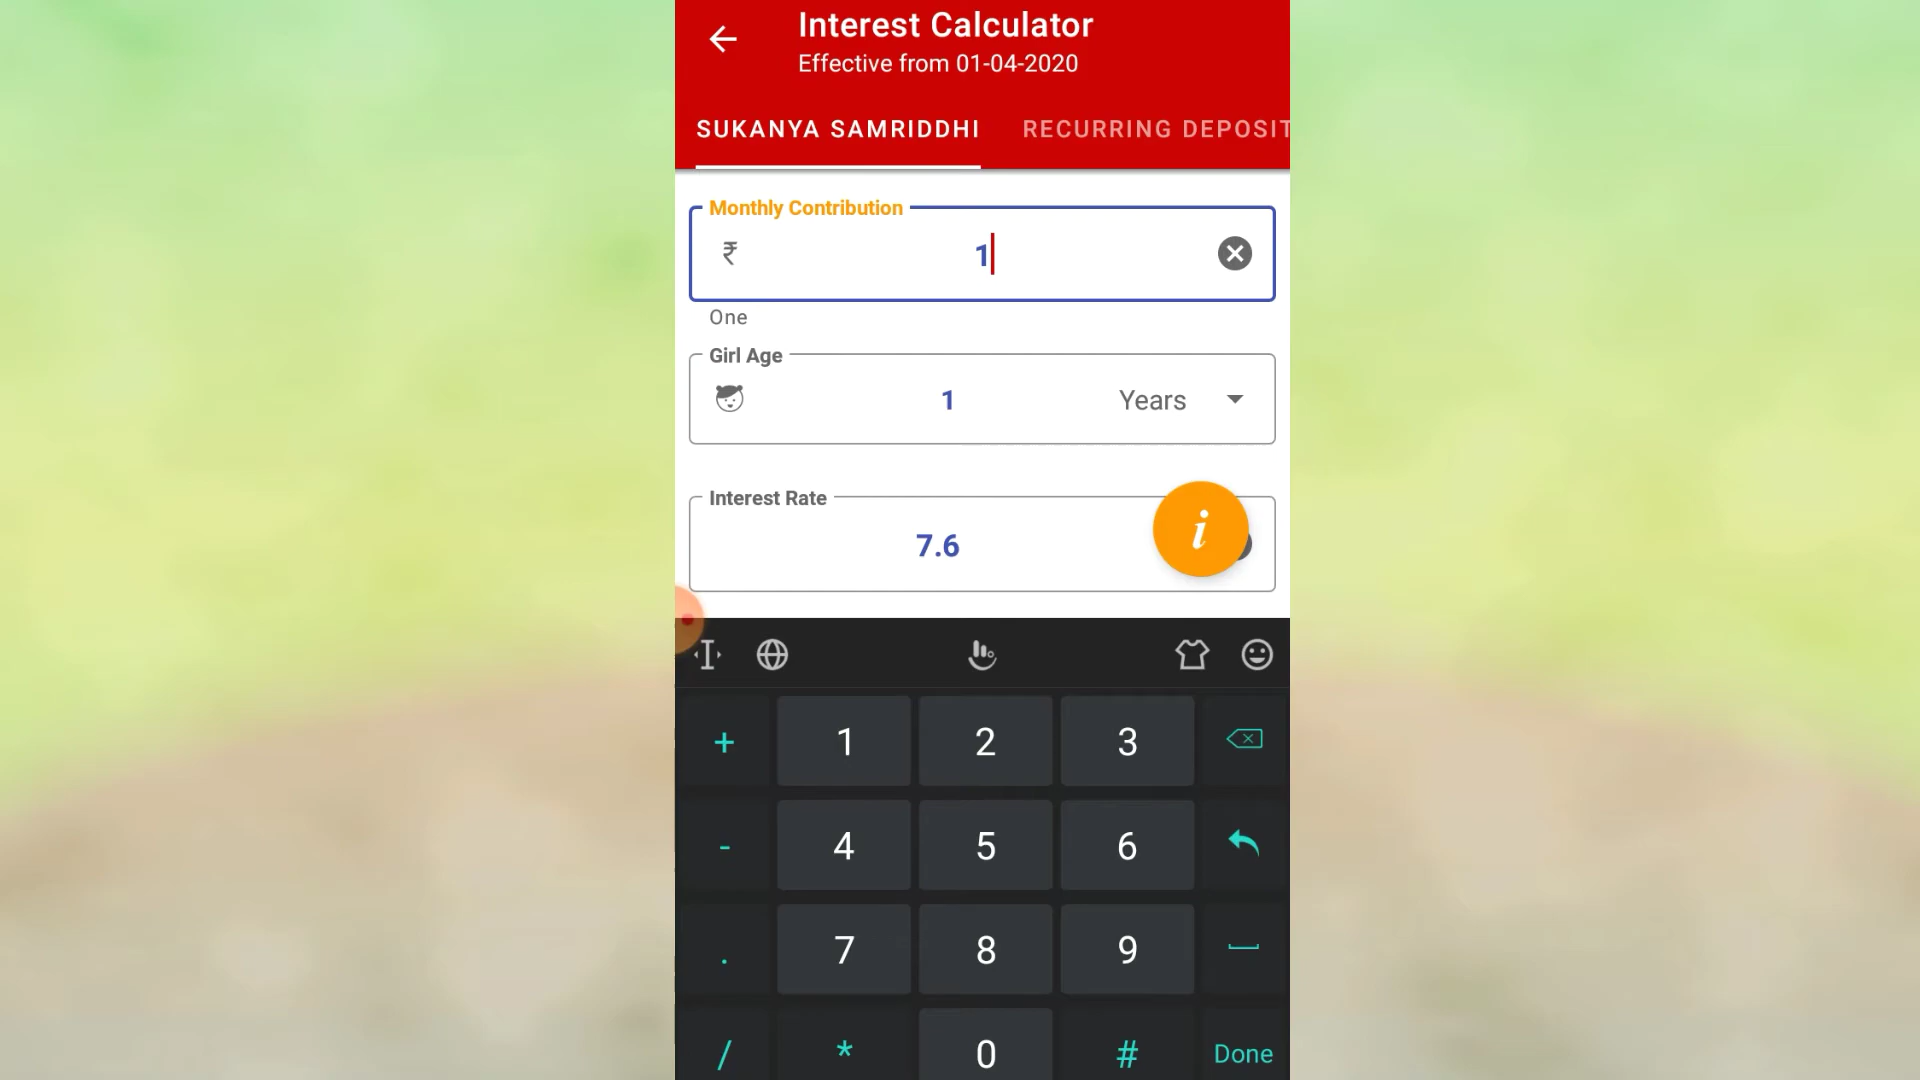 Interest Calculator
Effective from 01-04-2020
SUKANYA SAMRIDDHI RECURRING DEPOSIT
Monthly Contribution
₹ 1
One
Girl Age
1 Years
Interest Rate
7.6
i
+ 1 2 3
- 4 5 6
. 7 8 9
/ * 0 # Done